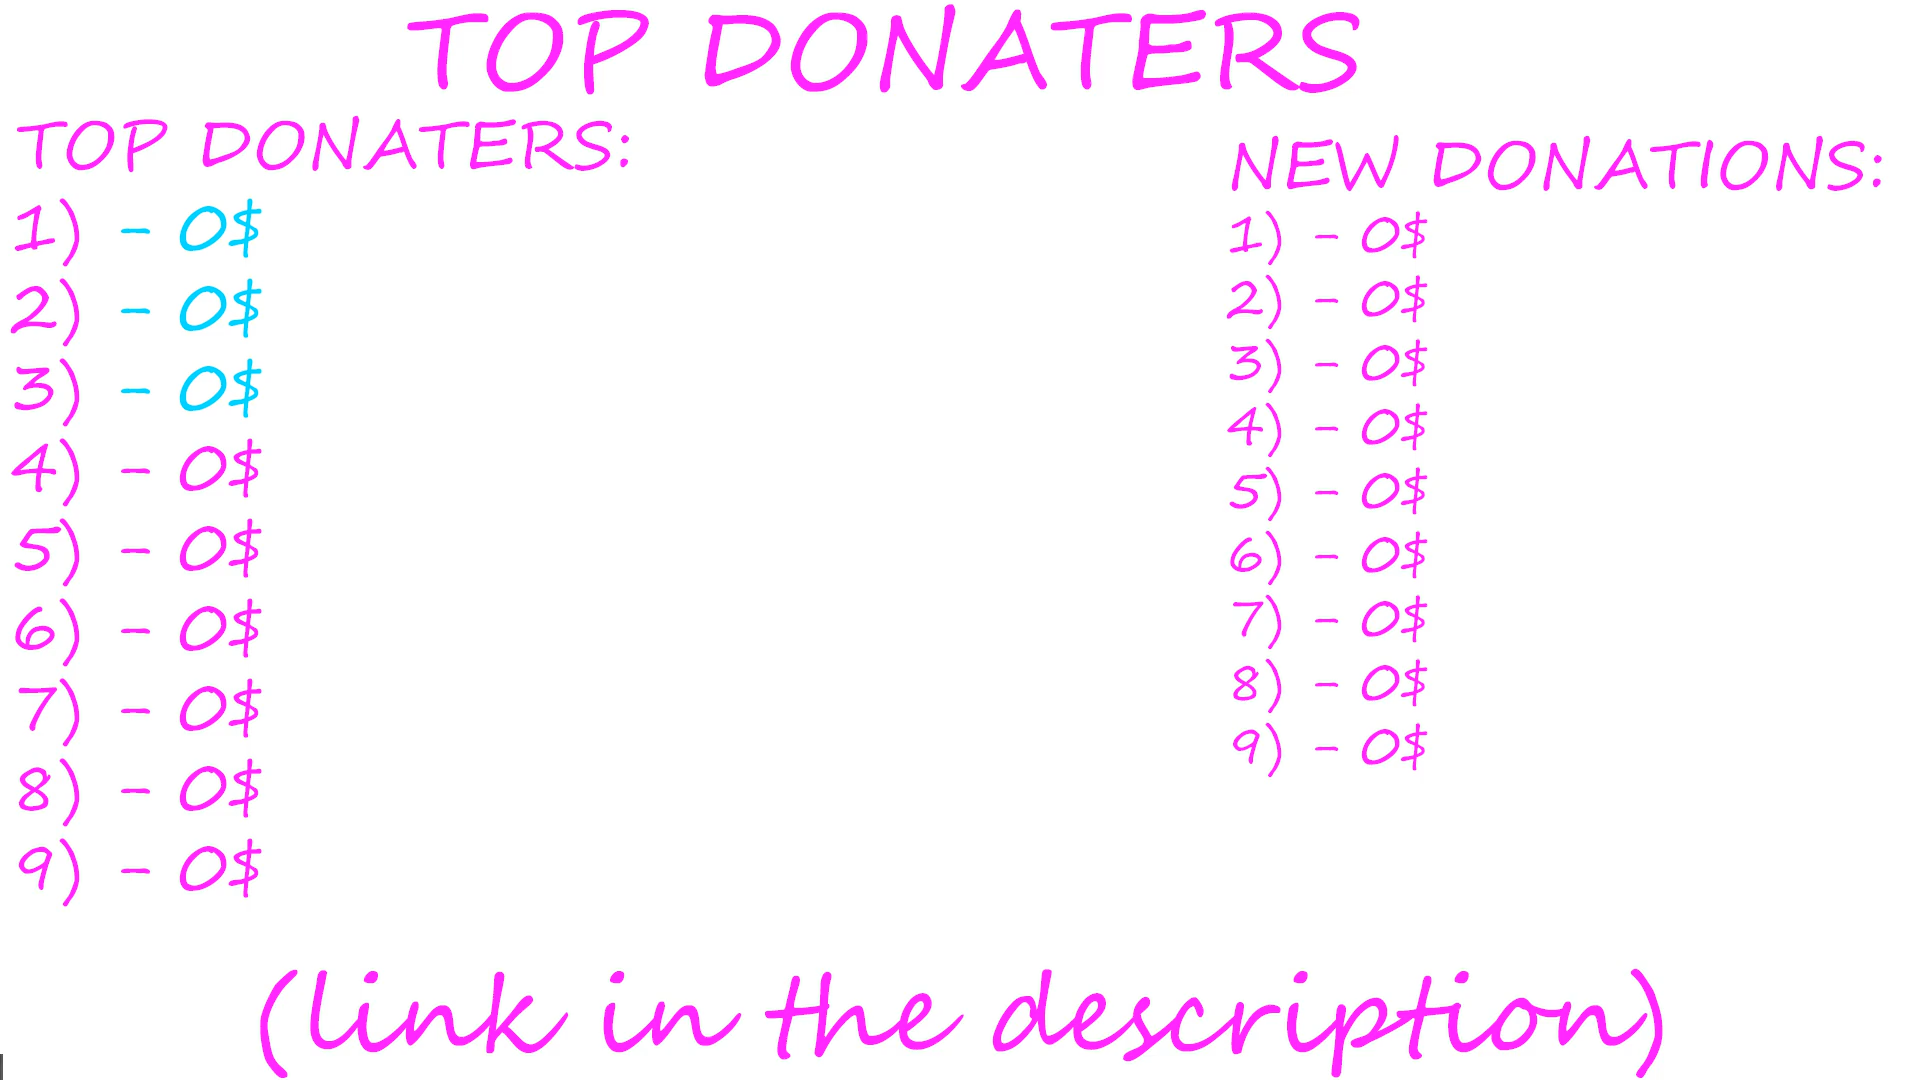 TOP DONATERS
TOP DONATERS:
1) - 0$
2) - 0$
3) - 0$
4) - 0$
5) - 0$
6) - 0$
7) - 0$
8) - 0$
9) - 0$
NEW DONATIONS:
1) - 0$
2) - 0$
3) - 0$
4) - 0$
5) - 0$
6) - 0$
7) - 0$
8) - 0$
9) - 0$
(link in the description)